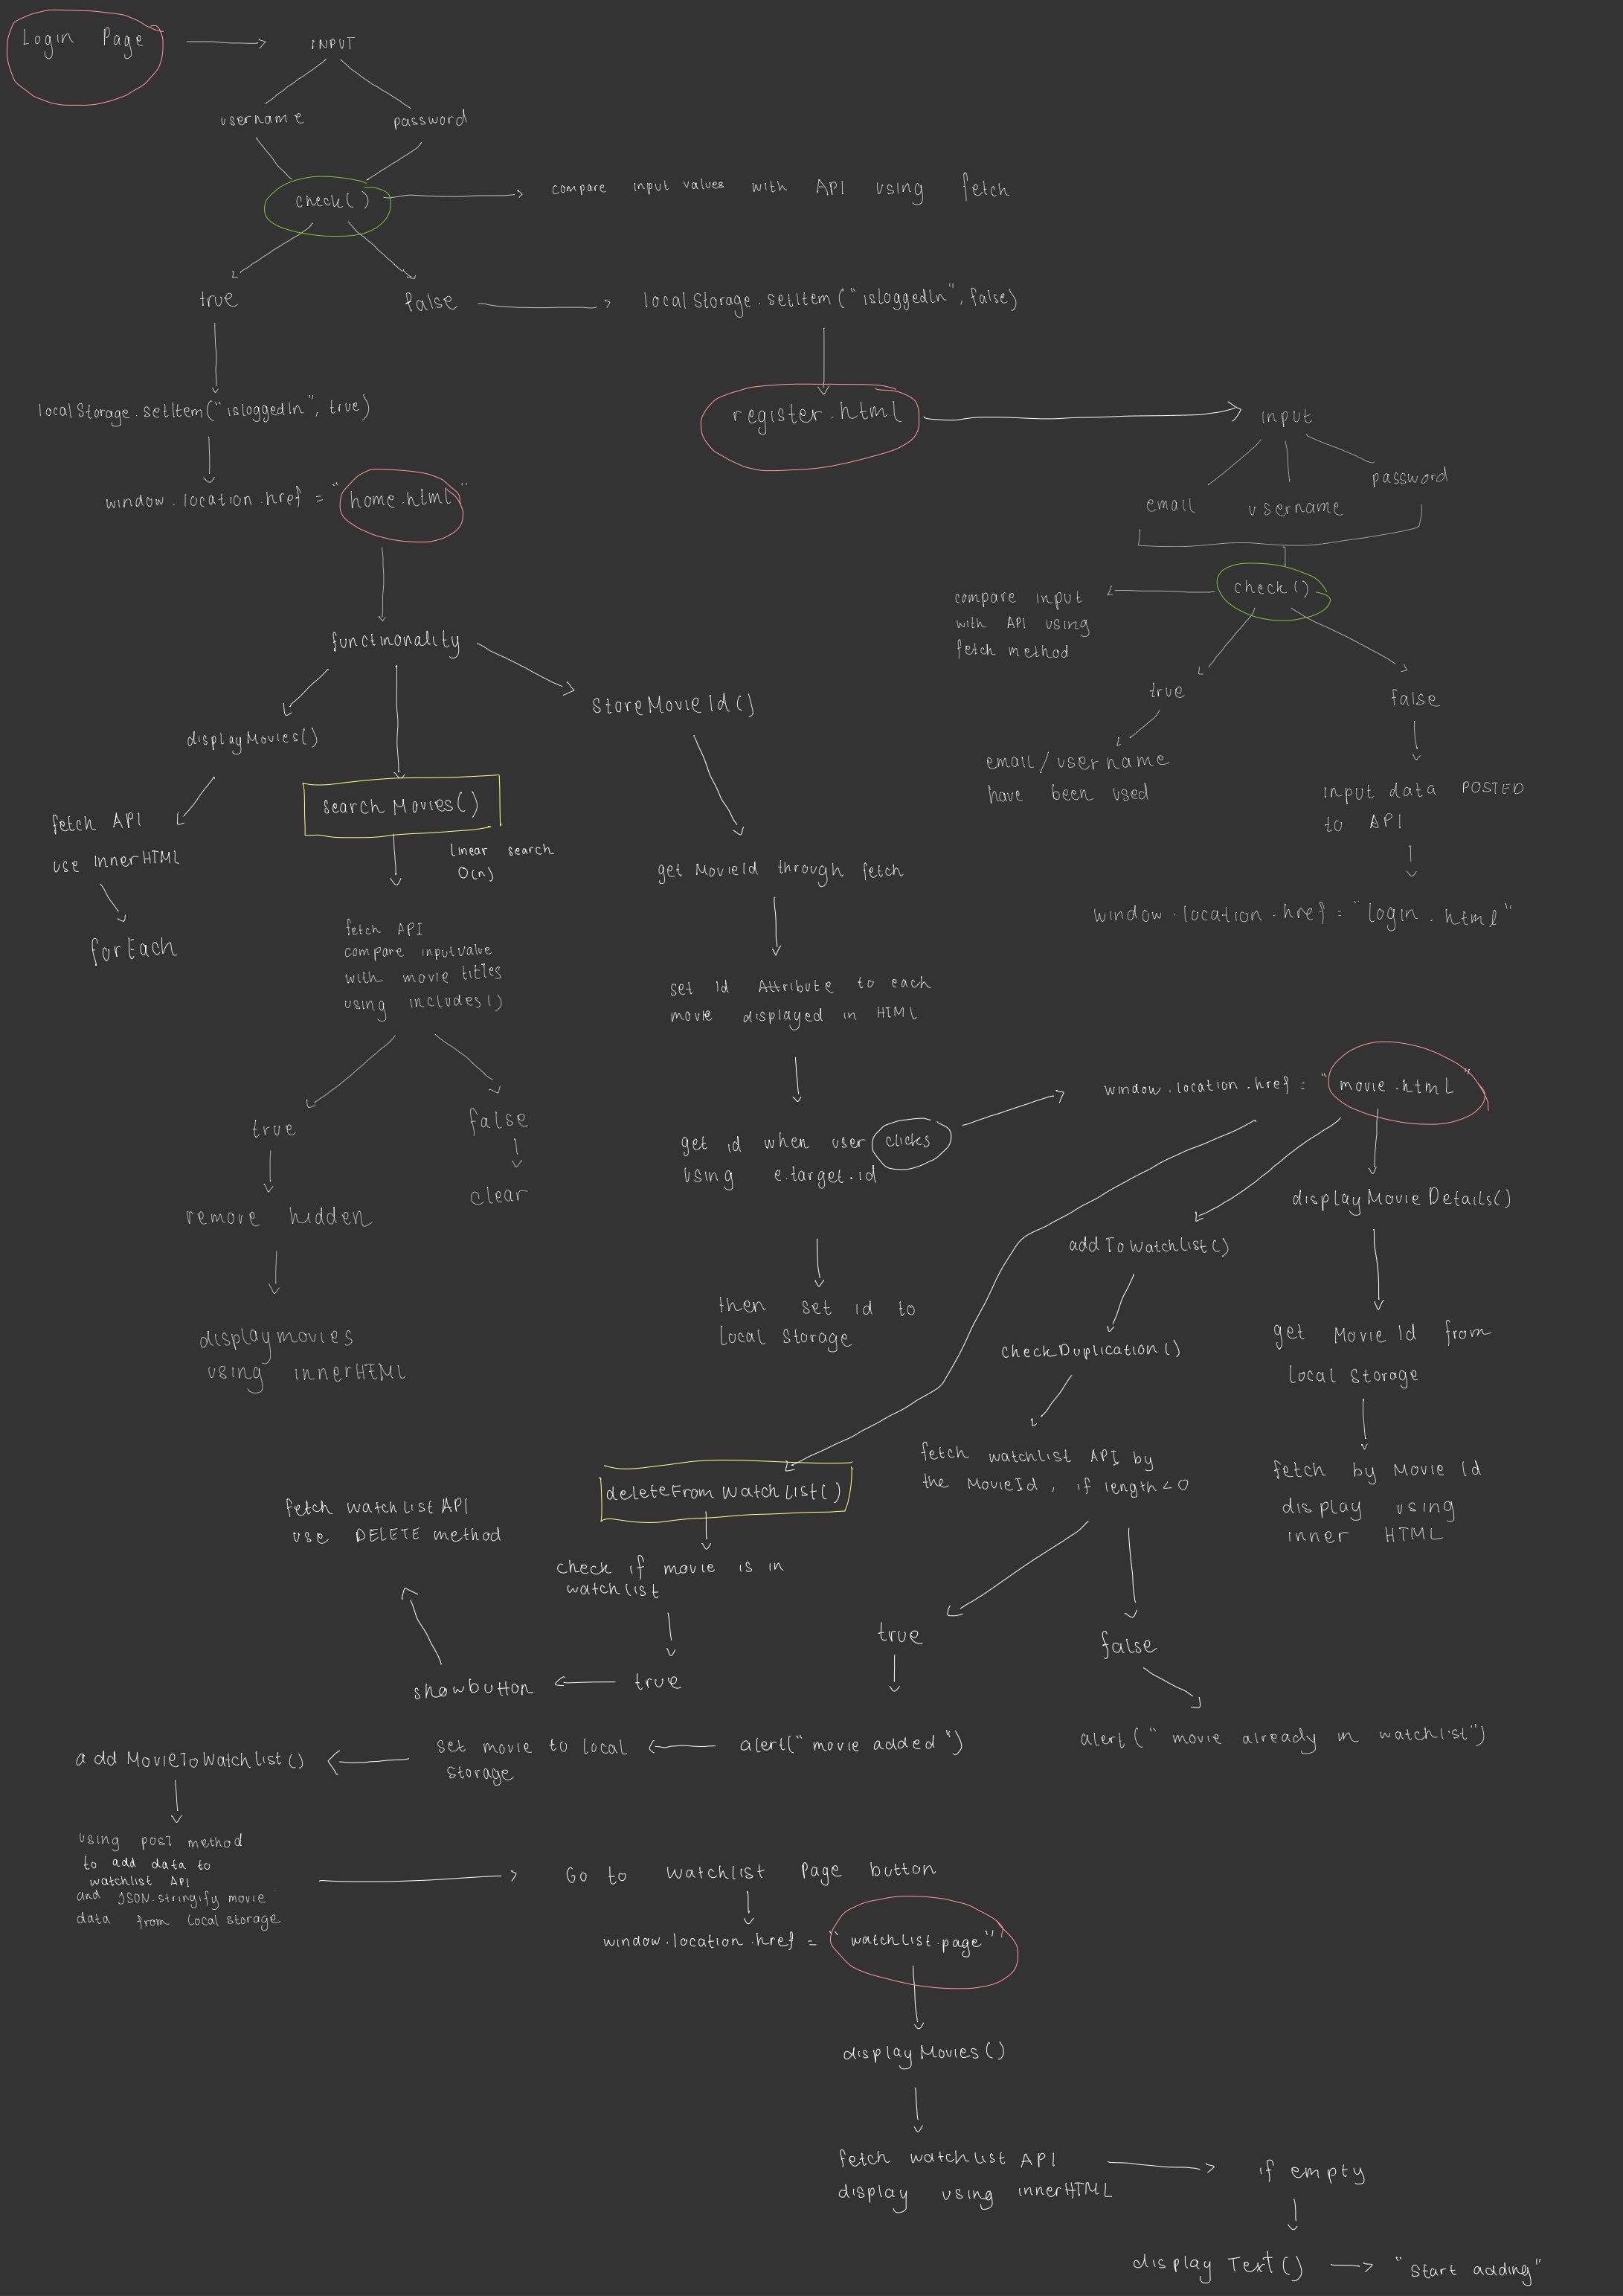 Login Page
INPUT
username
password
check()
compare input values with API using fetch
true
false
localStorage.setItem("isloggedIn", false)
localStorage.setItem("isloggedIn", true)
register.html
input
email
username
password
window.location.href = "home.html"
check()
compare input
with API using
fetch method
true
false
email/username
have been used
input data POSTED
to API
window.location.href = "login.html"
functinonality
displayMovies()
fetch API
use innerHTML
forEach
searchMovies()
linear search
O(n)
fetch API
compare inputvalue
with movie titles
using includes()
true
false
remove hidden
clear
displaymovies
using innerHTML
storeMovieId()
get MovieId through fetch
set id Attribute to each
movie displayed in HTML
get id when user clicks
using e.target.id
then set id to
local storage
window.location.href = "movie.html"
displayMovieDetails()
get Movie Id from
local storage
fetch by Movie Id
display using
inner HTML
addToWatchlist()
checkDuplication()
fetch watchlist API by
the MovieId, if length<0
true
false
alert("movie already in watchlist")
deleteFromWatchList()
check if movie is in
watchlist
true
showbutton
fetch watchlist API
use DELETE method
alert("movie added")
set movie to local
storage
addMovieToWatchlist()
using post method
to add data to
watchlist API
and JSON.stringify movie
data from local storage
Go to watchlist Page button
window.location.href = "watchlist.page"
displayMovies()
fetch watchlist API
display using innerHTML
if empty
display Text()
"start adding"